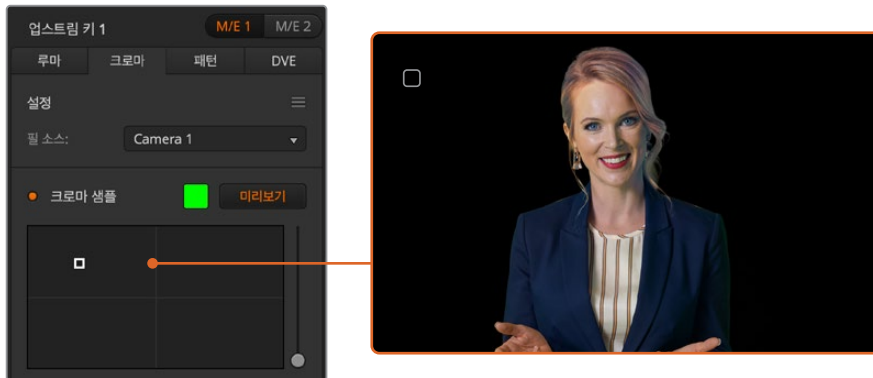 업스트림 키 1
M/E 1
M/E 2
루마
크로마
패턴
DVE
설정
필 소스:
Camera 1
크로마 샘플
미리보기